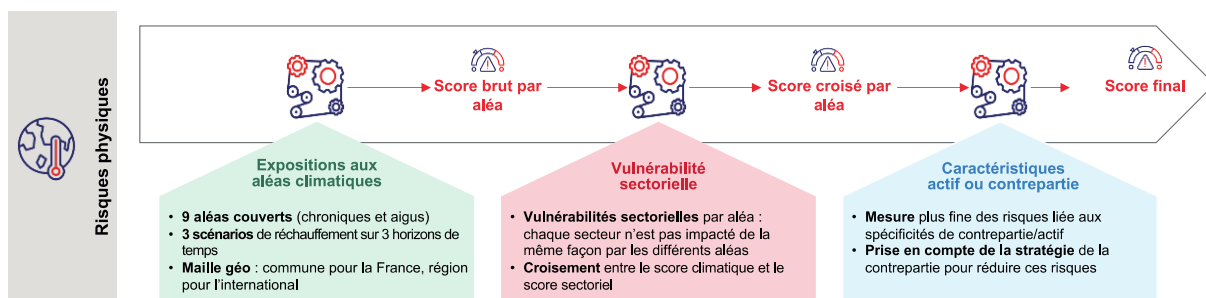 Risques physiques
Score brut par
aléa
Score croisé par
aléa
Score final
Expositions aux
aléas climatiques
• 9 aléas couverts (chroniques et aigus)
• 3 scénarios de réchauffement sur 3 horizons de
temps
• Maille géo : commune pour la France, région
pour l'international
Vulnérabilité
sectorielle
• Vulnérabilités sectorielles par aléa :
chaque secteur n'est pas impacté de la
même façon par les différents aléas
• Croisement entre le score climatique et le
score sectoriel
Caractéristiques
actif ou contrepartie
• Mesure plus fine des risques liée aux
spécificités de contrepartie/actif
• Prise en compte de la stratégie de la
contrepartie pour réduire ces risques